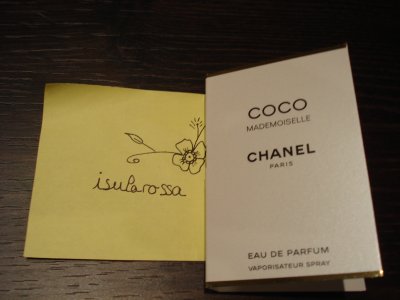 isularossa
COCO
MADEMOISELLE
CHANEL
PARIS
EAU DE PARFUM
VAPORISATEUR SPRAY